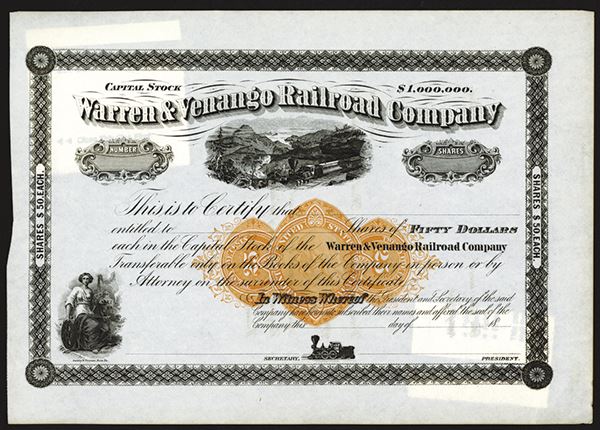 CAPITAL STOCK $1,000,000.
Warren & Venango Railroad Company
NUMBER SHARES
This is to Certify that
entitled to Shares of FIFTY DOLLARS
each in the Capital Stock of the Warren & Venango Railroad Company
Transferable only on the Books of the Company in person or by
Attorney on the surrender of this Certificate
In Witness Whereof the President and Secretary of the said
Company have hereunto subscribed their names and affixed the seal of the
Company this day of 18
SECRETARY. PRESIDENT.
SHARES $50. EACH.
SHARES $50. EACH.